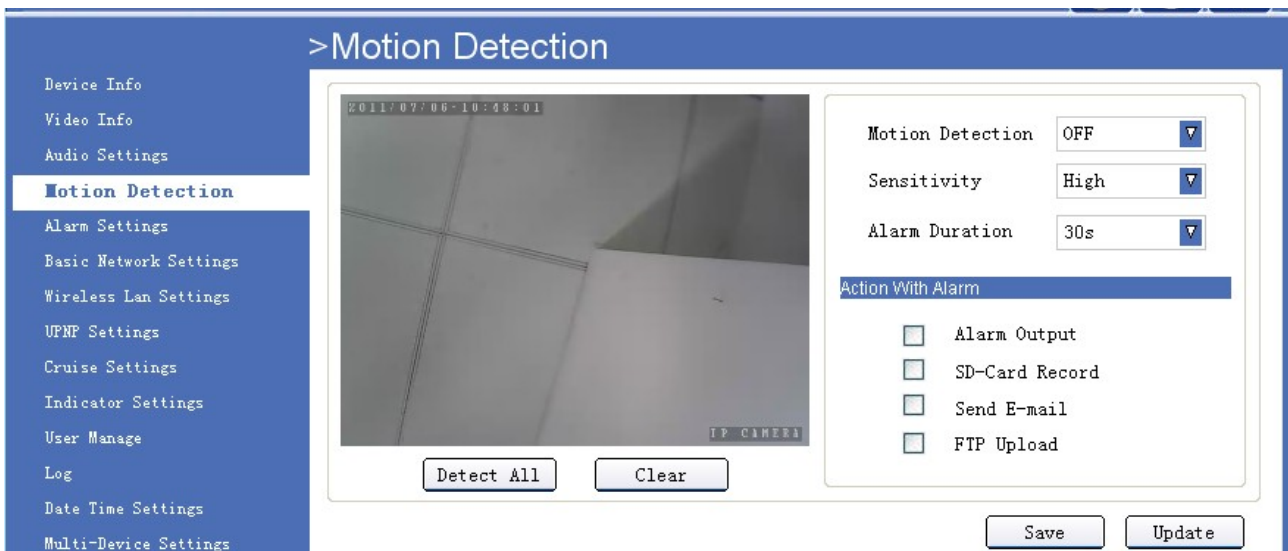 >Motion Detection
Device Info
Video Info
Audio Settings
Motion Detection
Alarm Settings
Basic Network Settings
Wireless Lan Settings
UPNP Settings
Cruise Settings
Indicator Settings
User Manage
Log
Date Time Settings
Multi-Device Settings
2011/07/06-10:48:01
IP CAMERA
Detect All
Clear
Motion Detection OFF
Sensitivity High
Alarm Duration 30s
Action With Alarm
Alarm Output
SD-Card Record
Send E-mail
FTP Upload
Save
Update